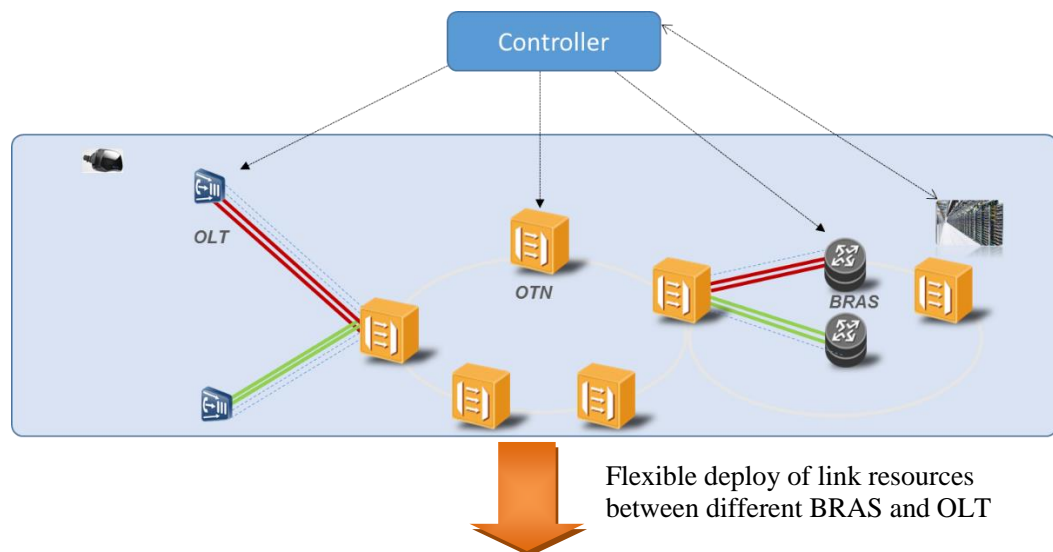 Controller
OLT
OTN
BRAS
Flexible deploy of link resources
between different BRAS and OLT